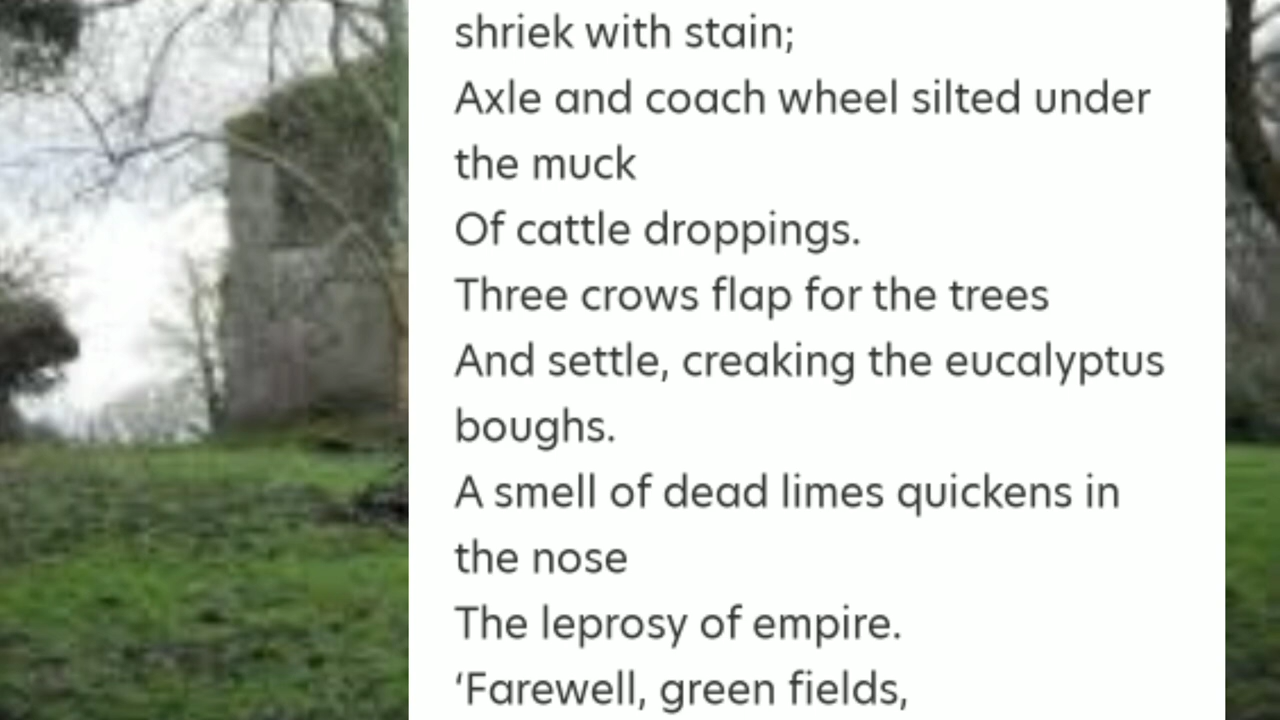 shriek with stain;
Axle and coach wheel silted under
the muck
Of cattle droppings.
Three crows flap for the trees
And settle, creaking the eucalyptus
boughs.
A smell of dead limes quickens in
the nose
The leprosy of empire.
‘Farewell, green fields,